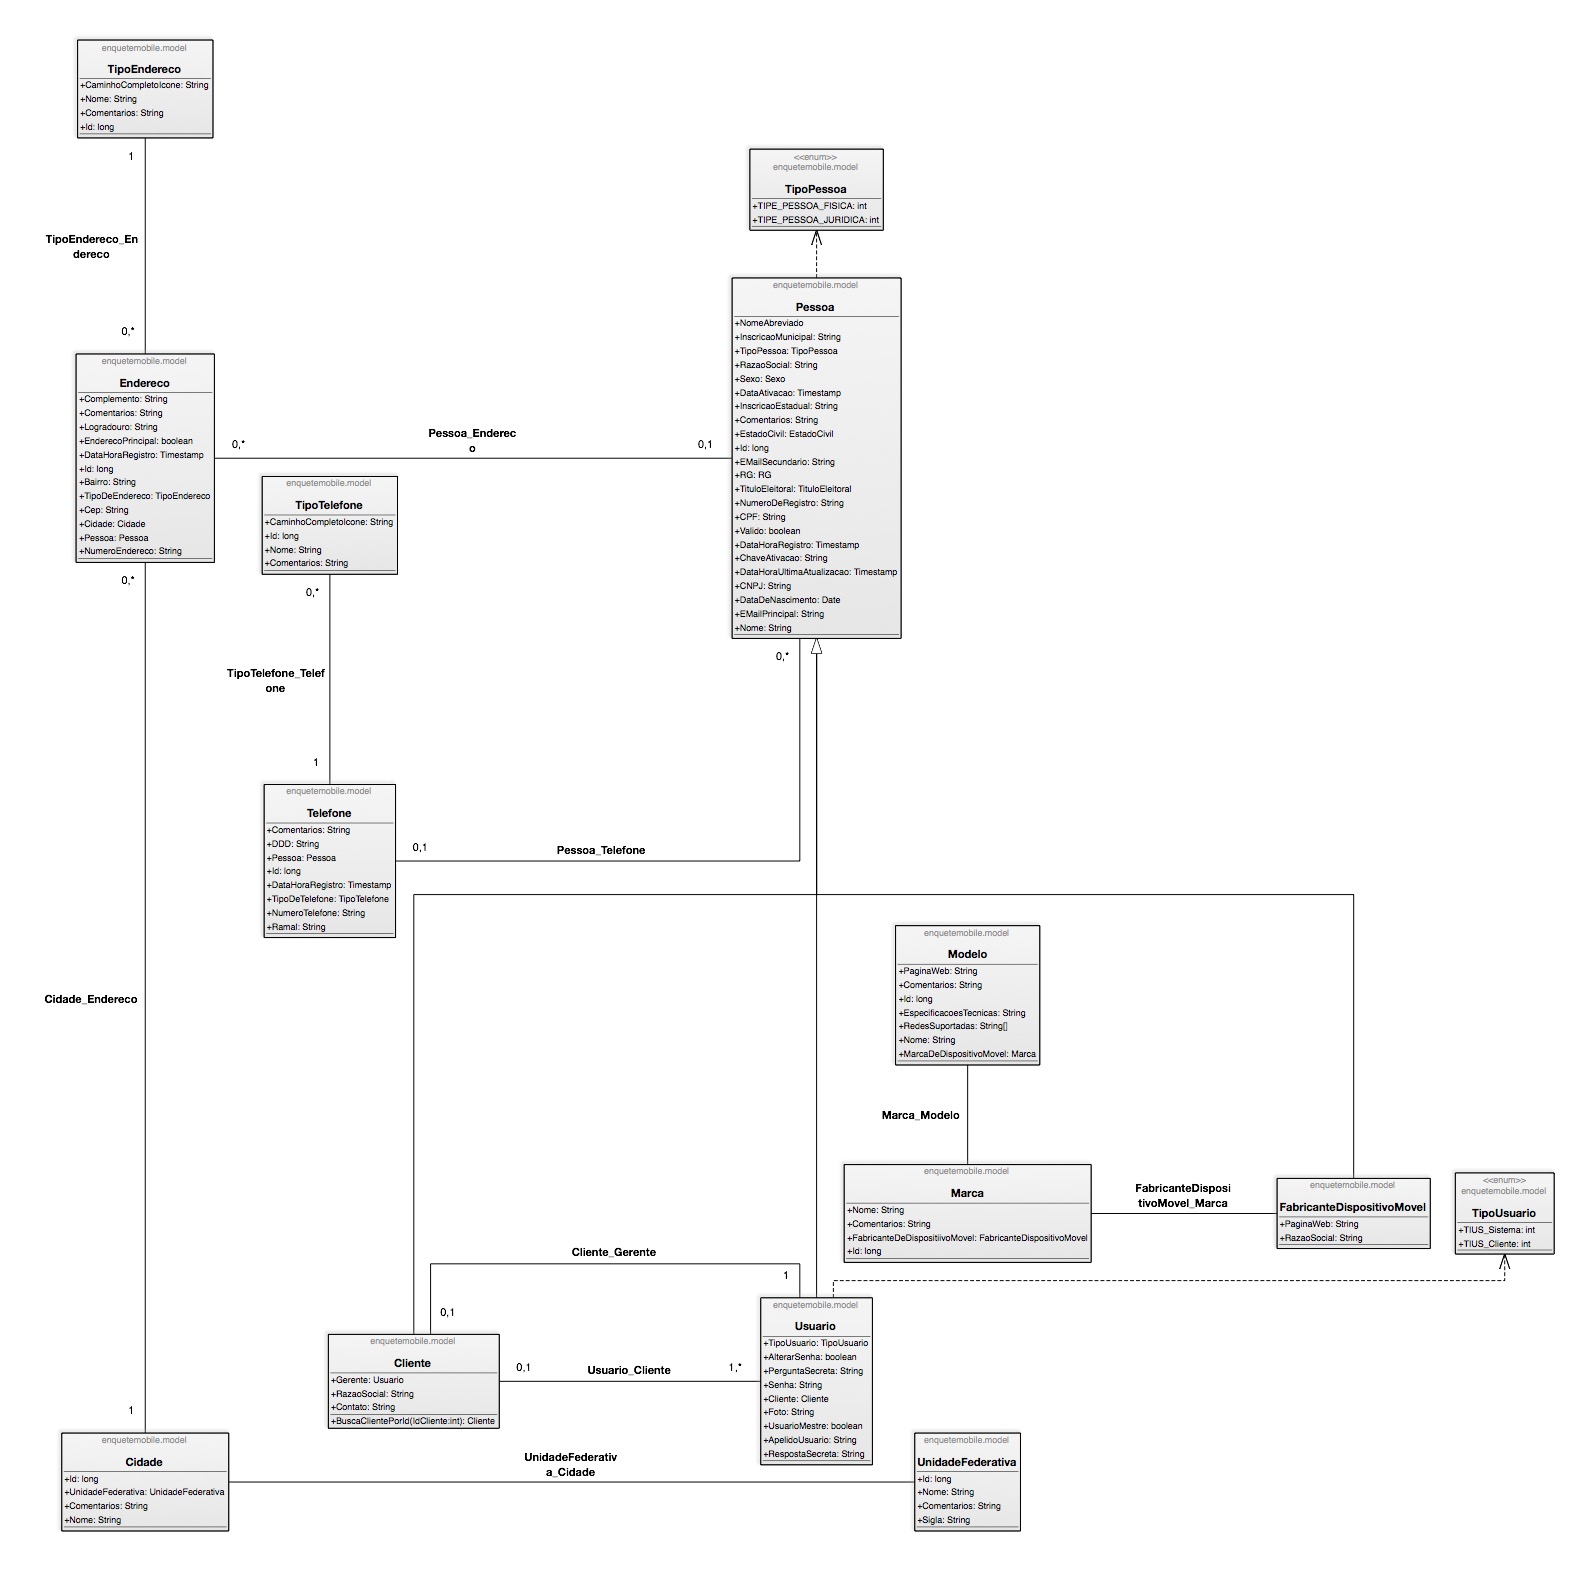 enquetemobile.model
TipoEndereco
+CaminhoCompletoIcone: String
+Nome: String
+Comentarios: String
+Id: long
1
TipoEndereco_En
dereco
0,*
<<enum>>
enquetemobile.model
TipoPessoa
+TIPE_PESSOA_FISICA: int
+TIPE_PESSOA_JURIDICA: int
enquetemobile.model
Pessoa
+NomeAbreviado
+InscricaoMunicipal: String
+TipoPessoa: TipoPessoa
+RazaoSocial: String
+Sexo: Sexo
+DataAtivacao: Timestamp
+InscricaoEstadual: String
+Comentarios: String
+EstadoCivil: EstadoCivil
+Id: long
+EMailSecundario: String
+RG: RG
+TituloEleitoral: TituloEleitoral
+NumeroDeRegistro: String
+CPF: String
+Valido: boolean
+DataHoraRegistro: Timestamp
+ChaveAtivacao: String
+DataHoraUltimaAtualizacao: Timestamp
+CNPJ: String
+DataDeNascimento: Date
+EMailPrincipal: String
+Nome: String
enquetemobile.model
Endereco
+Complemento: String
+Comentarios: String
+Logradouro: String
+EnderecoPrincipal: boolean
+DataHoraRegistro: Timestamp
+Id: long
+Bairro: String
+TipoDeEndereco: TipoEndereco
+Cep: String
+Cidade: Cidade
+Pessoa: Pessoa
+NumeroEndereco: String
0,*
Pessoa_Enderec
o
0,1
enquetemobile.model
TipoTelefone
+CaminhoCompletoIcone: String
+Id: long
+Nome: String
+Comentarios: String
0,*
0,*
TipoTelefone_Telef
one
1
0,*
enquetemobile.model
Telefone
+Comentarios: String
+DDD: String
+Pessoa: Pessoa
+Id: long
+DataHoraRegistro: Timestamp
+TipoDeTelefone: TipoTelefone
+NumeroTelefone: String
+Ramal: String
0,1
Pessoa_Telefone
Cidade_Endereco
enquetemobile.model
Modelo
+PaginaWeb: String
+Comentarios: String
+Id: long
+EspecificacoesTecnicas: String
+RedesSuportadas: String[]
+Nome: String
+MarcaDeDispositivoMovel: Marca
Marca_Modelo
enquetemobile.model
Marca
+Nome: String
+Comentarios: String
+FabricanteDeDispositiivoMovel: FabricanteDispositivoMovel
+Id: long
FabricanteDisposi
tivoMovel_Marca
enquetemobile.model
FabricanteDispositivoMovel
+PaginaWeb: String
+RazaoSocial: String
<<enum>>
enquetemobile.model
TipoUsuario
+TIUS_Sistema: int
+TIUS_Cliente: int
Cliente_Gerente
1
0,1
enquetemobile.model
Cliente
+Gerente: Usuario
+RazaoSocial: String
+Contato: String
+BuscaClientePorId(IdCliente:int): Cliente
0,1
Usuario_Cliente
1,*
enquetemobile.model
Usuario
+TipoUsuario: TipoUsuario
+AlterarSenha: boolean
+PerguntaSecreta: String
+Senha: String
+Cliente: Cliente
+Foto: String
+UsuarioMestre: boolean
+ApelidoUsuario: String
+RespostaSecreta: String
1
enquetemobile.model
Cidade
+Id: long
+UnidadeFederativa: UnidadeFederativa
+Comentarios: String
+Nome: String
UnidadeFederativ
a_Cidade
enquetemobile.model
UnidadeFederativa
+Id: long
+Nome: String
+Comentarios: String
+Sigla: String